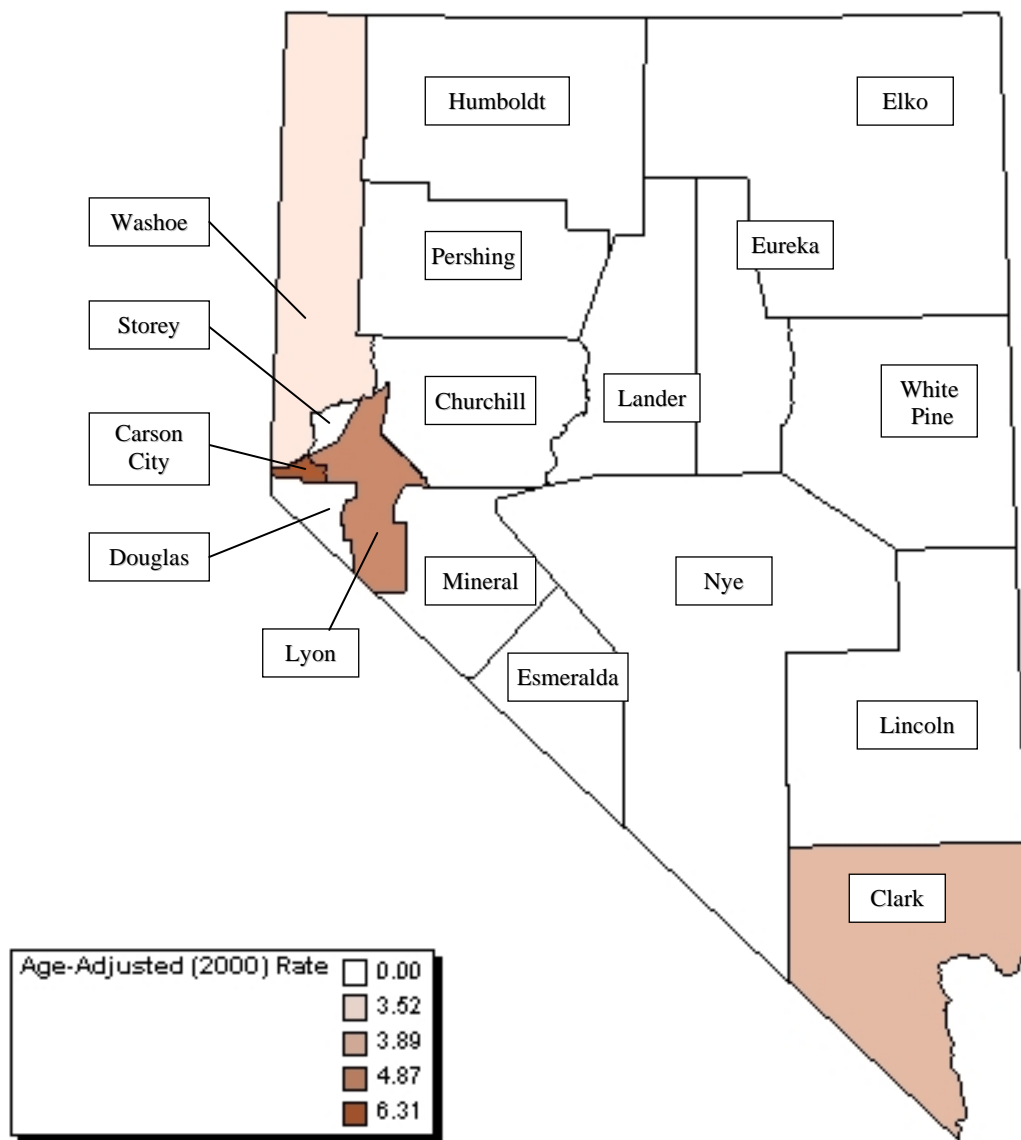 Humboldt
Elko
Washoe
Eureka
Pershing
Storey
Churchill
Lander
White
Pine
Carson
City
Douglas
Mineral
Nye
Lyon
Esmeralda
Lincoln
Clark
Age-Adjusted (2000) Rate
0.00
3.52
3.89
4.87
6.31